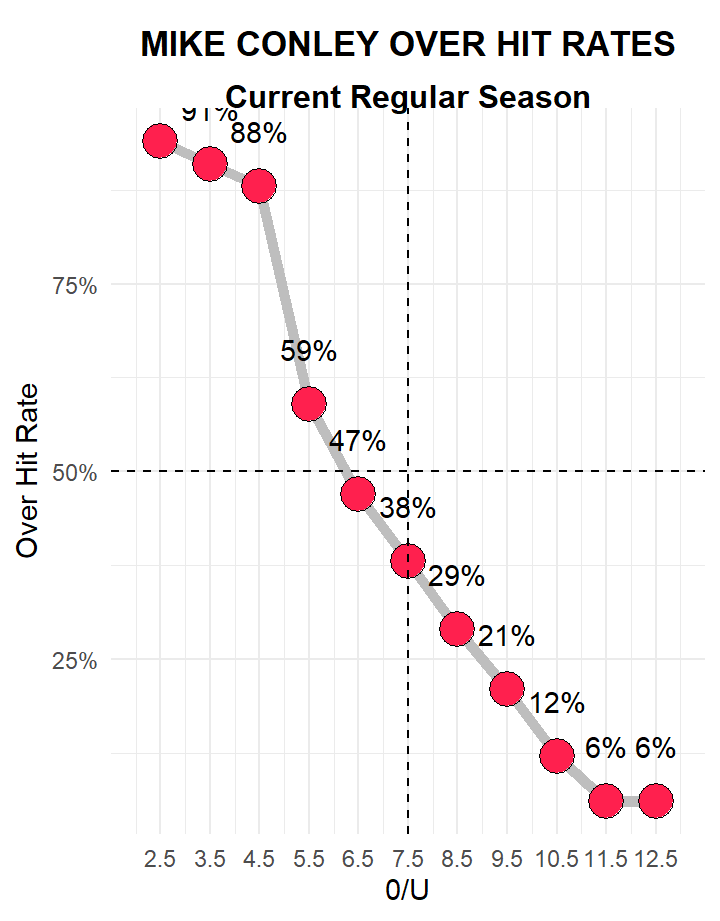 MIKE CONLEY OVER HIT RATES
Current Regular Season
91%
88%
75%
59%
47%
50%
38%
29%
21%
25%
12%
6% 6%
Over Hit Rate
2.5 3.5 4.5 5.5 6.5 7.5 8.5 9.5 10.5 11.5 12.5
0/U